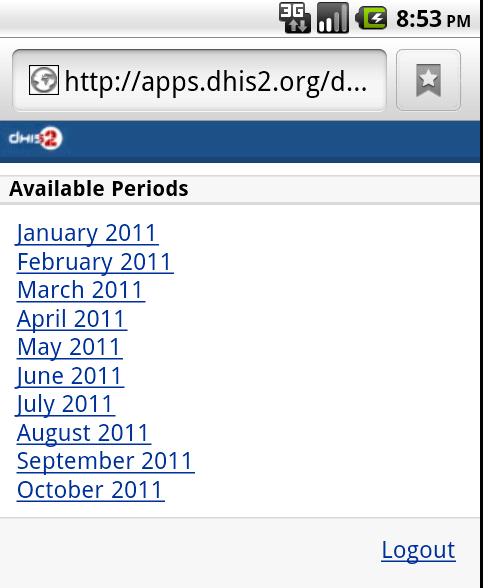 3G 8:53 PM
http://apps.dhis2.org/d...
dHIS2
Available Periods
January 2011
February 2011
March 2011
April 2011
May 2011
June 2011
July 2011
August 2011
September 2011
October 2011
Logout